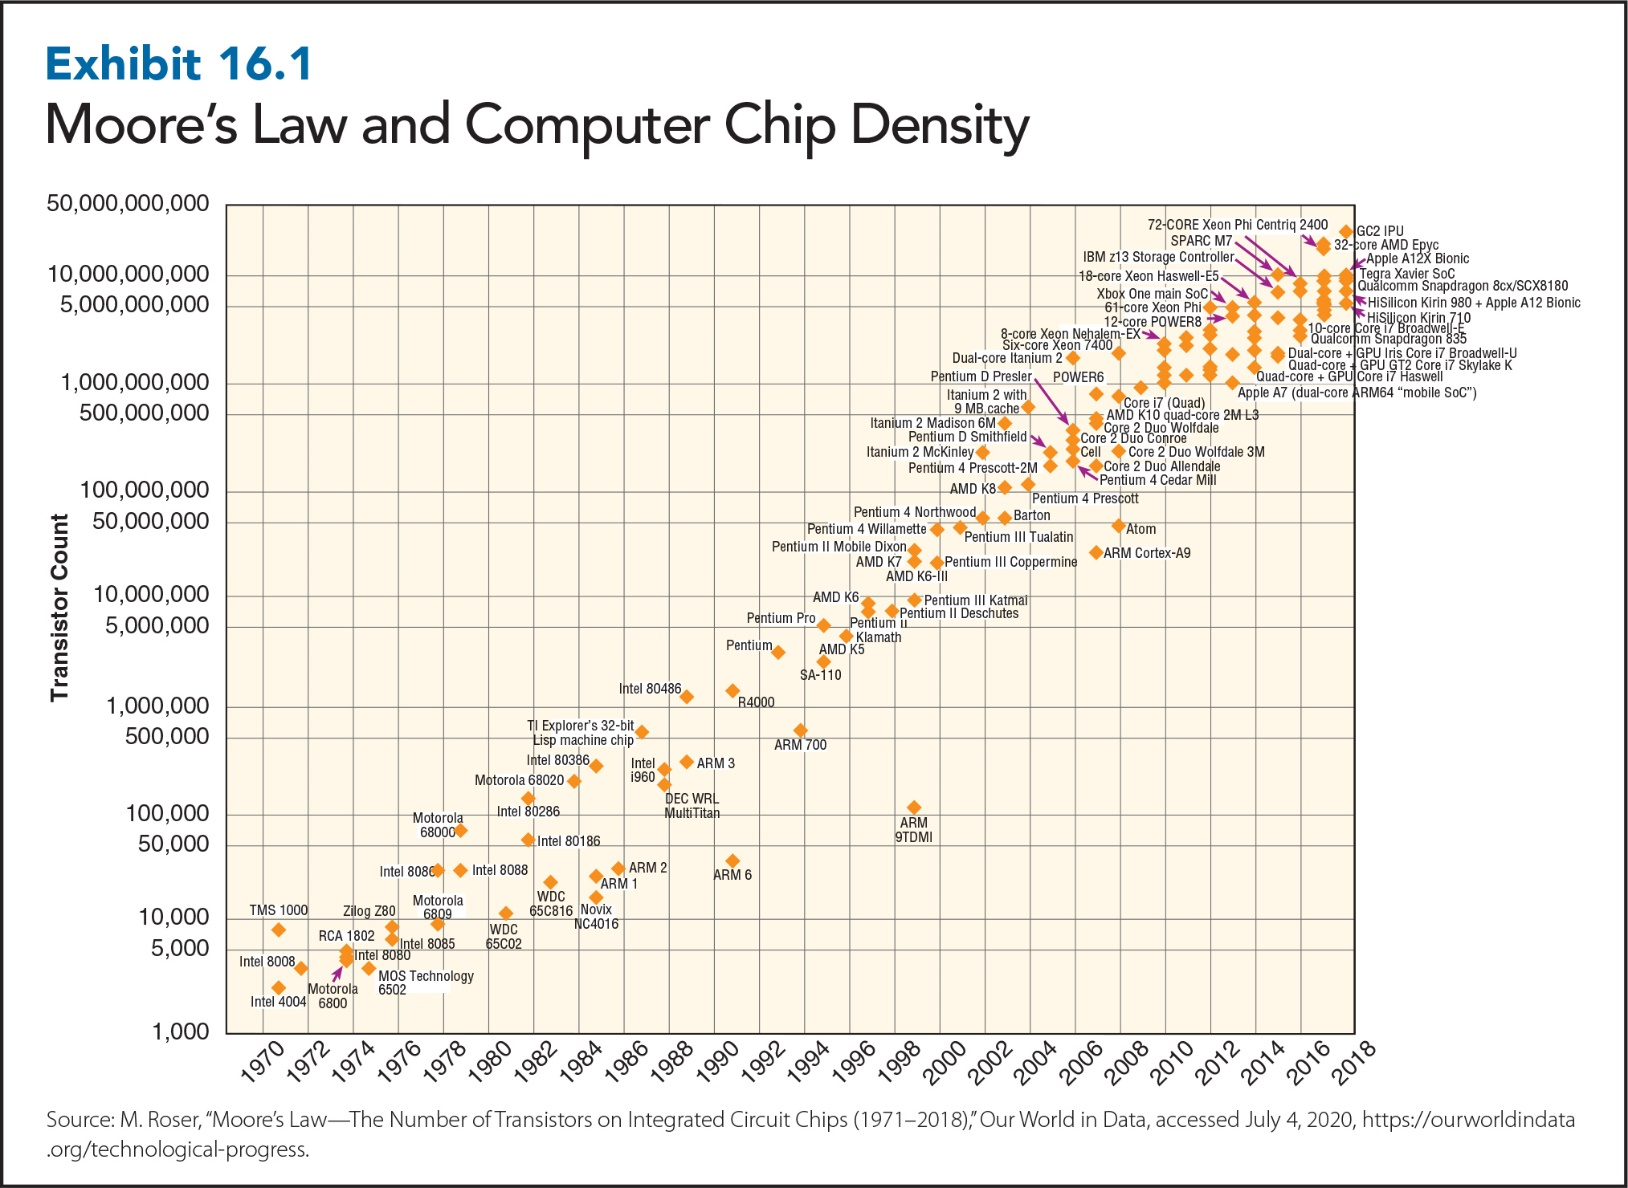 Exhibit 16.1
Moore's Law and Computer Chip Density
Transistor Count
50,000,000,000
10,000,000,000
5,000,000,000
1,000,000,000
500,000,000
100,000,000
50,000,000
10,000,000
5,000,000
1,000,000
500,000
100,000
50,000
10,000
5,000
1,000
72-CORE Xeon Phi Centriq 2400
GC2 IPU
SPARC M7
32-core AMD Epyc
IBM z13 Storage Controller
Apple A12X Bionic
18-core Xeon Haswell-E5
Tegra Xavier SoC
Qualcomm Snapdragon 8cx/SCX8180
Xbox One main SoC
HiSilicon Kirin 980 + Apple A12 Bionic
61-core Xeon Phi
12-core POWER8
HiSilicon Kirin 710
8-core Xeon Nehalem-EX
10-core Core i7 Broadwell-E
Six-core Xeon 7400
Qualcomm Snapdragon 835
Dual-core Itanium 2
Dual-core + GPU Iris Core i7 Broadwell-U
Quad-core + GPU GT2 Core i7 Skylake K
Pentium D Presler
POWER6
Quad-core + GPU Core i7 Haswell
Itanium 2 with
9 MB cache
Apple A7 (dual-core ARM64 “mobile SoC”)
Core i7 (Quad)
Itanium 2 Madison 6M
AMD K10 quad-core 2M L3
Core 2 Duo Wolfdale
Pentium D Smithfield
Core 2 Duo Conroe
Itanium 2 McKinley
Cell
Core 2 Duo Wolfdale 3M
Pentium 4 Prescott-2M
Core 2 Duo Allendale
Pentium 4 Cedar Mill
AMD K8
Pentium 4 Prescott
Pentium 4 Northwood
Barton
Pentium 4 Willamette
Pentium III Tualatin
Atom
Pentium II Mobile Dixon
ARM Cortex-A9
AMD K7
Pentium III Coppermine
AMD K6-III
AMD K6
Pentium III Katmai
Pentium II Deschutes
Pentium Pro
Pentium II
Klamath
Pentium
AMD K5
SA-110
Intel 80486
R4000
TI Explorer's 32-bit
Lisp machine chip
ARM 700
Intel 80386
Intel
i960
ARM 3
Motorola 68020
DEC WRL
MultiTitan
Intel 80286
Motorola
68000
ARM
9TDMI
Intel 80186
Intel 8086
Intel 8088
ARM 2
ARM 6
ARM 1
WDC
65C816
Novix
NC4016
Motorola
6809
TMS 1000
Zilog Z80
WDC
65C02
RCA 1802
Intel 8085
Intel 8008
Intel 8080
MOS Technology
6502
Motorola
6800
Intel 4004
1970
1972
1974
1976
1978
1980
1982
1984
1986
1988
1990
1992
1994
1996
1998
2000
2002
2004
2006
2008
2010
2012
2014
2016
2018
Source: M. Roser, “Moore's Law—The Number of Transistors on Integrated Circuit Chips (1971–2018),” Our World in Data, accessed July 4, 2020, https://ourworldindata
.org/technological-progress.